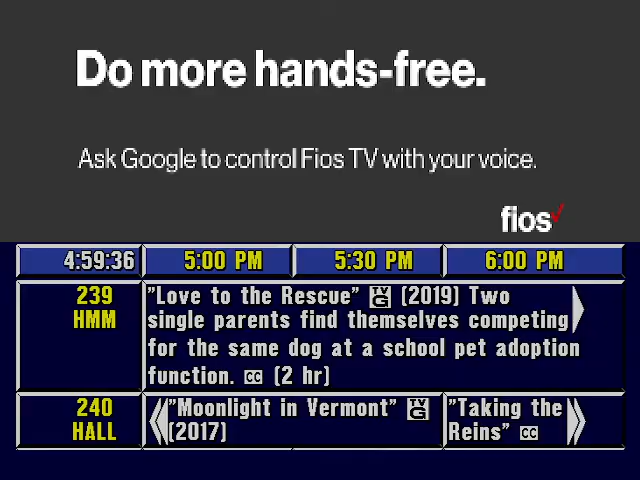 Do more hands-free.
Ask Google to control Fios TV with your voice.
fios✓
4:59:36 5:00 PM 5:30 PM 6:00 PM
239
HMM
"Love to the Rescue" TV G (2019) Two
single parents find themselves competing
for the same dog at a school pet adoption
function. CC (2 hr)
240
HALL
"Moonlight in Vermont" TV G
(2017)
"Taking the
Reins" CC